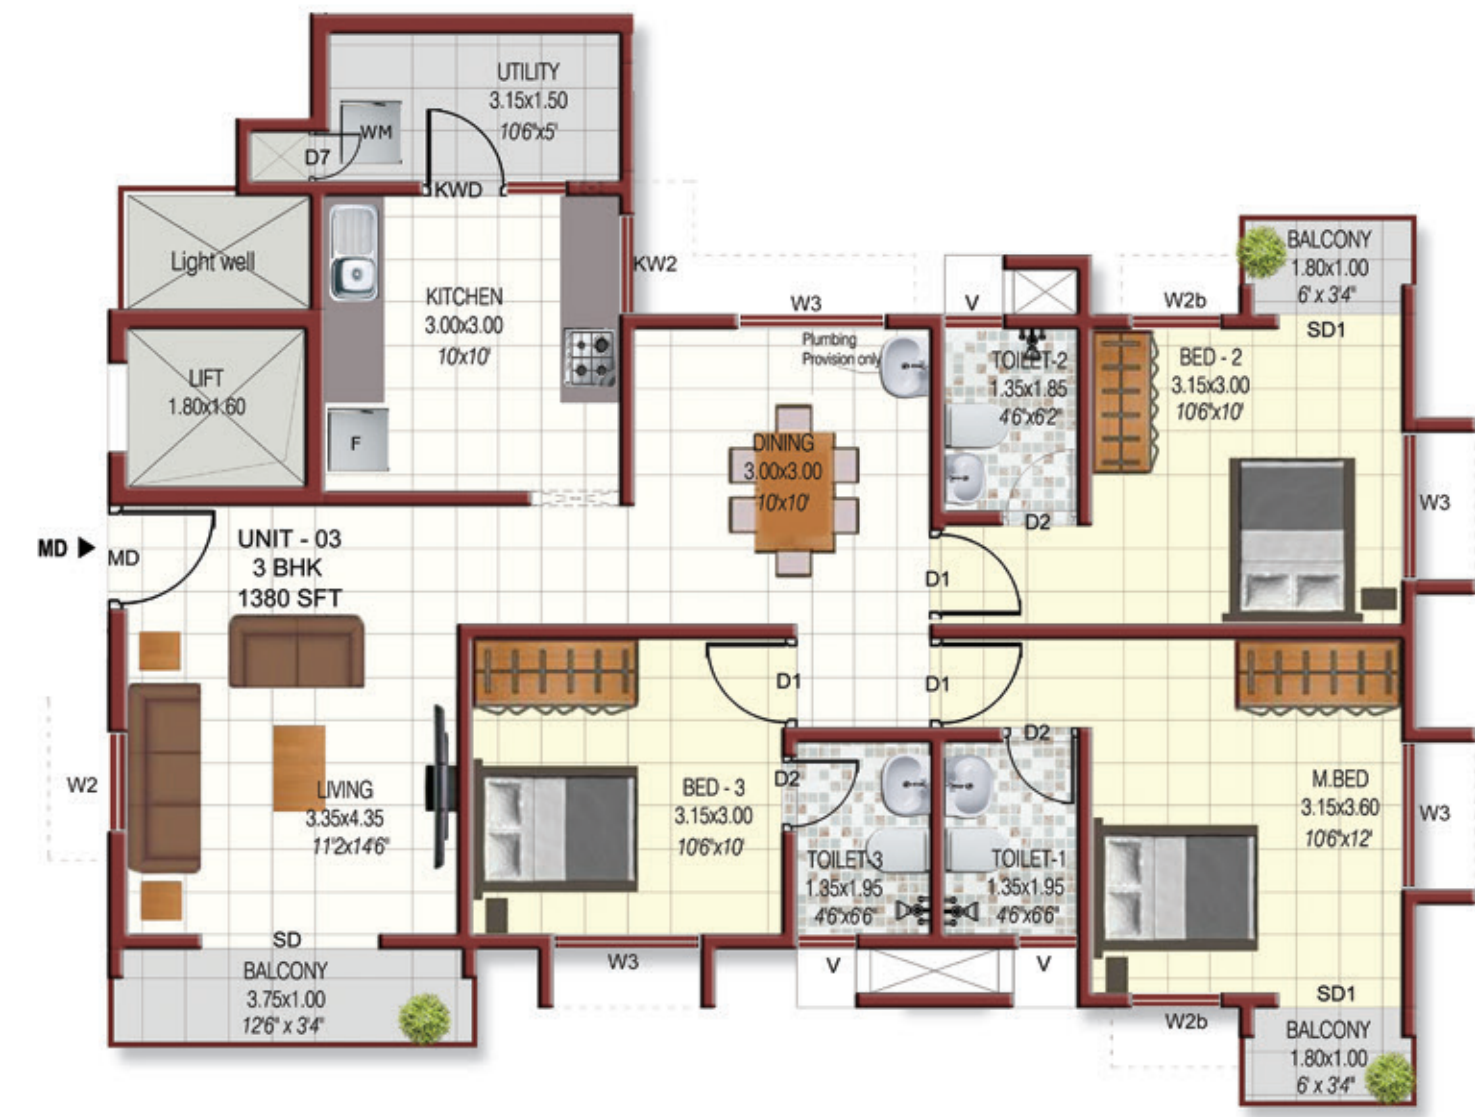 UTILITY
3.15x1.50
10'6"x5'
WM
D7
KWD
Light well
KW2
KITCHEN
3.00x3.00
10'x10'
LIFT
1.80x1.60
F
W3
Plumbing
Provision only
DINING
3.00x3.00
10'x10'
V
TOILET-2
1.35x1.85
4'6"x6'2"
D2
W2b
BALCONY
1.80x1.00
6' x 3'4"
SD1
BED - 2
3.15x3.00
10'6"x10'
W3
MD
MD
UNIT - 03
3 BHK
1380 SFT
D1
D1
D1
D2
W2
LIVING
3.35x4.35
11'2x14'6"
BED - 3
3.15x3.00
10'6"x10'
D2
TOILET-3
1.35x1.95
4'6"x6'6"
TOILET-1
1.35x1.95
4'6"x6'6"
M.BED
3.15x3.60
10'6"x12'
W3
SD
BALCONY
3.75x1.00
12'6" x 3'4"
W3
V
V
W2b
SD1
BALCONY
1.80x1.00
6' x 3'4"